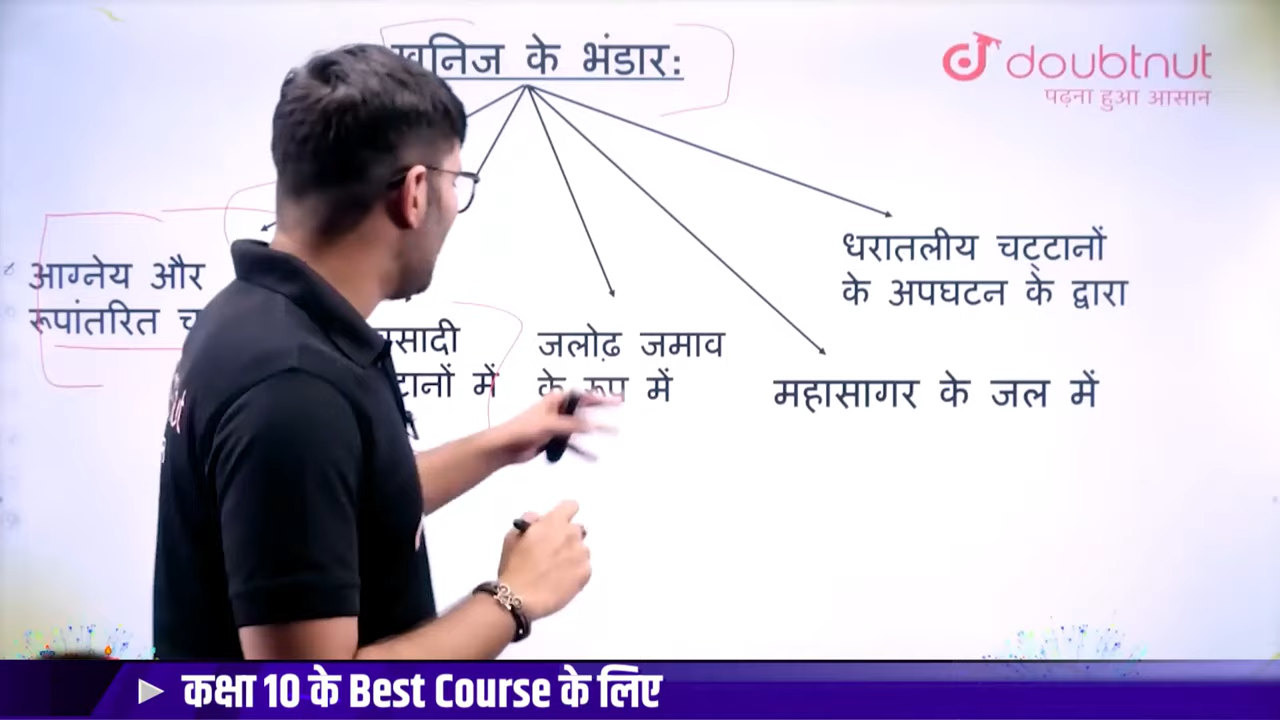 के भंडार:
doubtnut
पढ़ना हुआ आसान
आग्नेय और
रूपांतरित
धरातलीय चट्टानों
के अपघटन के द्वारा
जलोढ़ जमाव
के रूप में
में
महासागर के जल में
कक्षा 10 के Best Course के लिए